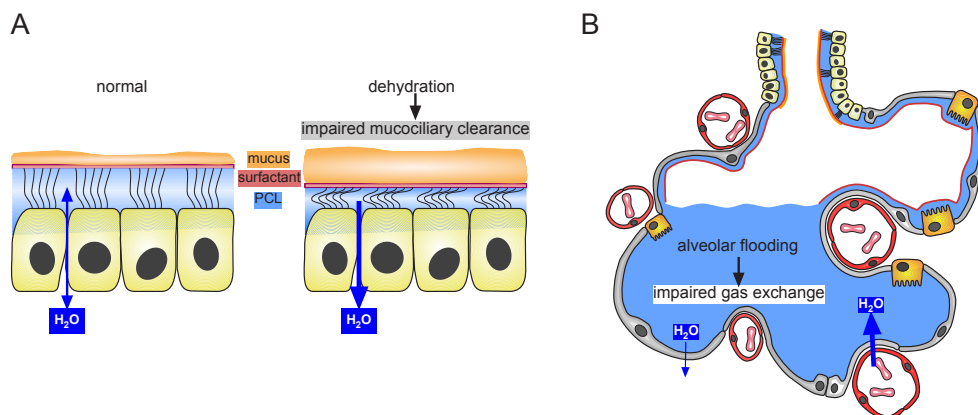 A
normal
dehydration
impaired mucociliary clearance
mucus
surfactant
PCL
H₂O
H₂O
B
alveolar flooding
impaired gas exchange
H₂O
H₂O